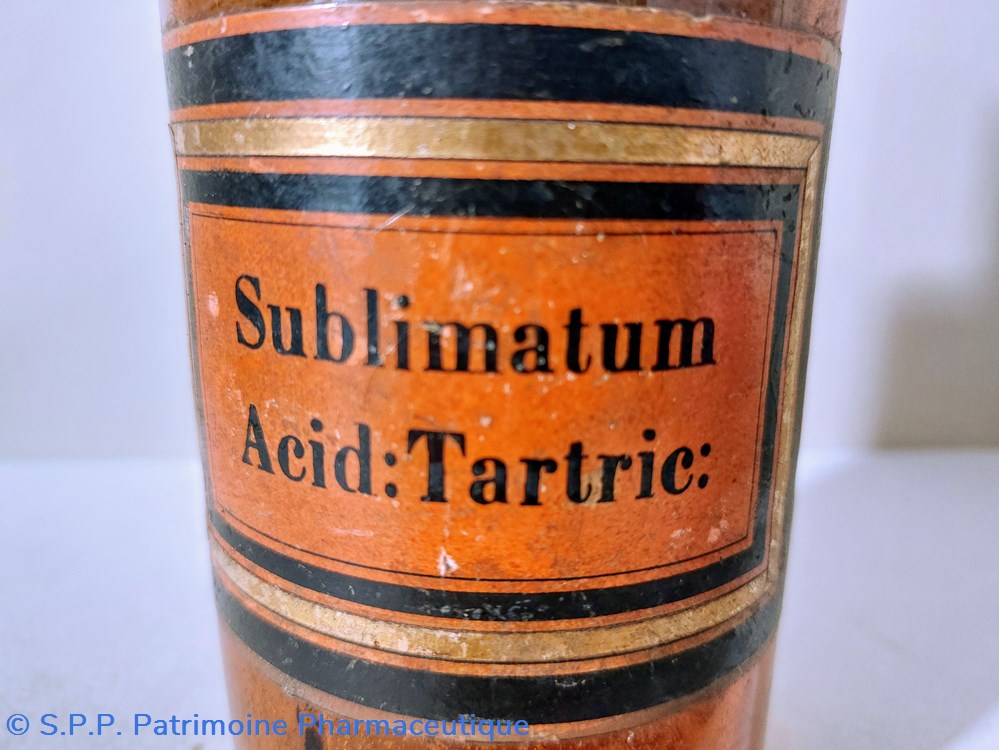 Sublimatum
Acid: Tartric:
© S.P.P. Patrimoine Pharmaceutique